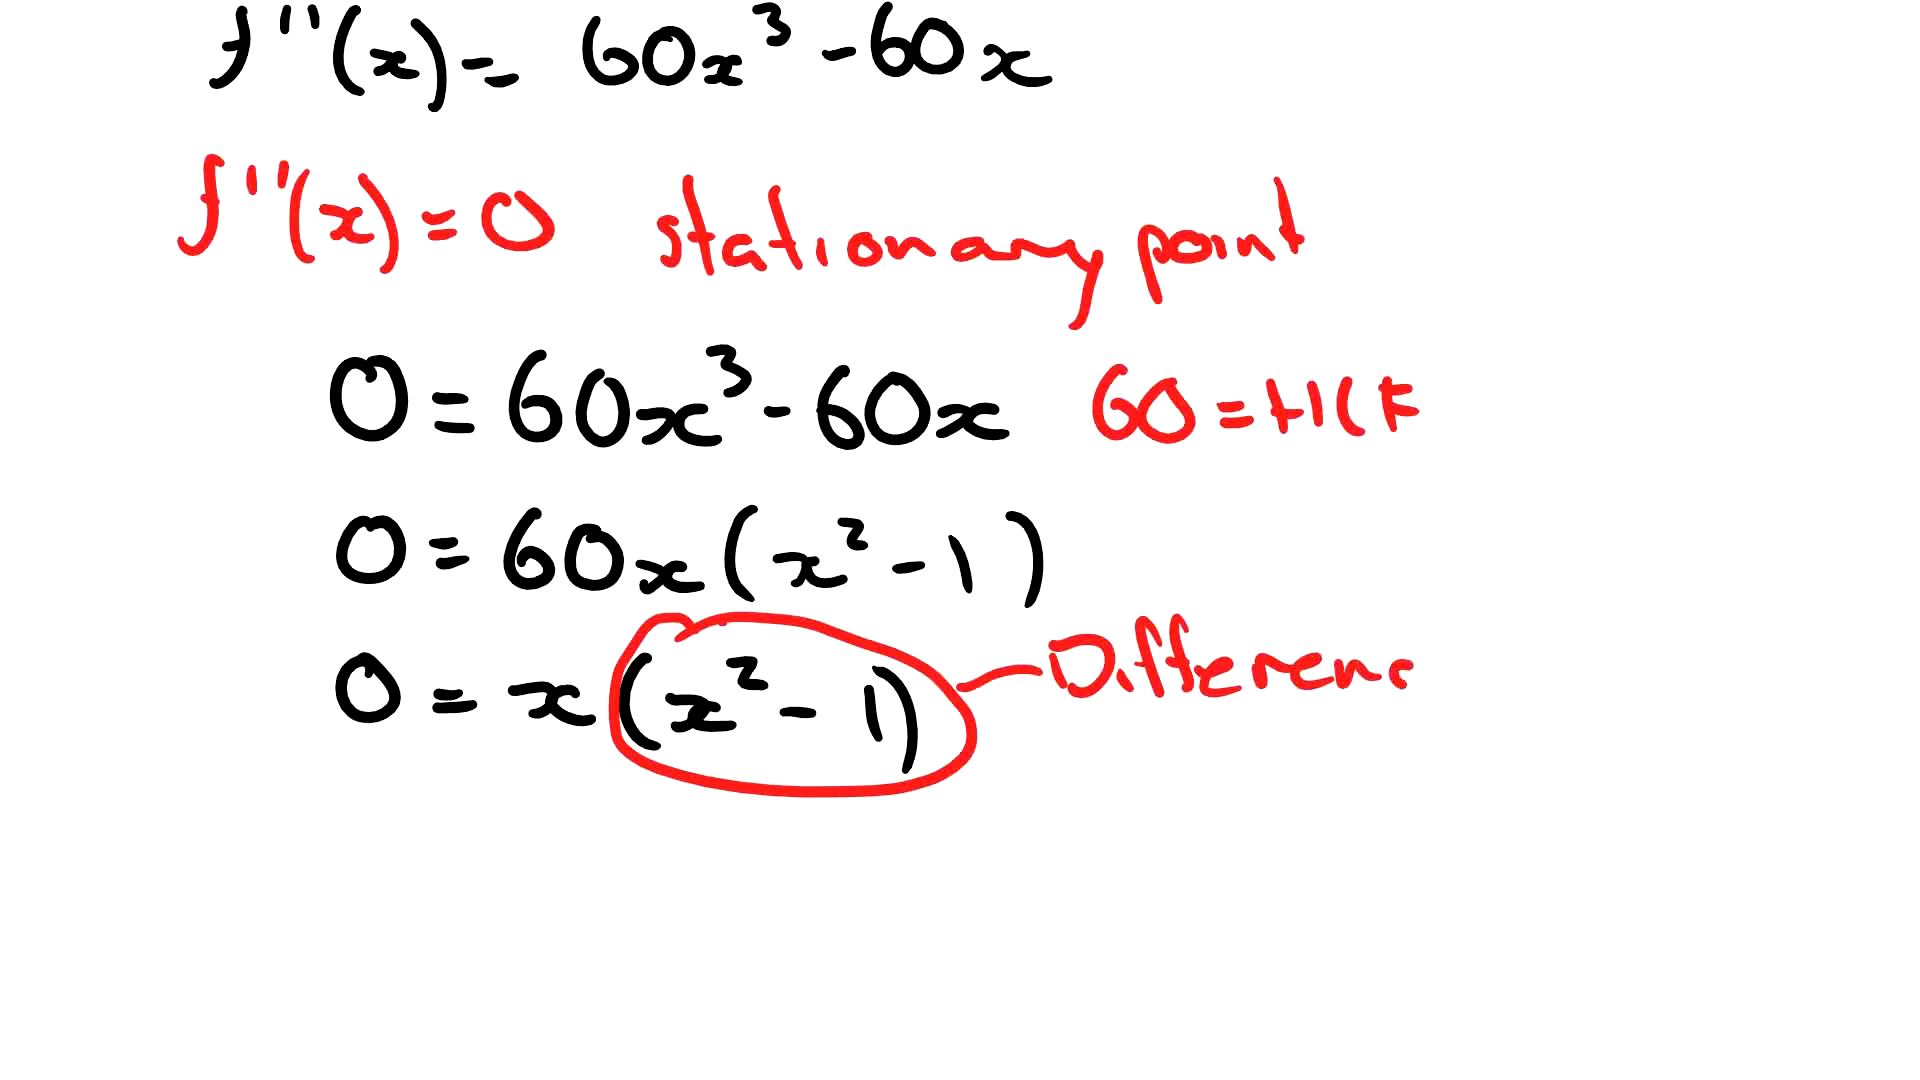 f''(x) = 60x³ - 60x
f''(x) = 0 stationary point
0 = 60x³ - 60x 60 = HCF
0 = 60x(x² - 1)
0 = x(x² - 1) Differenc